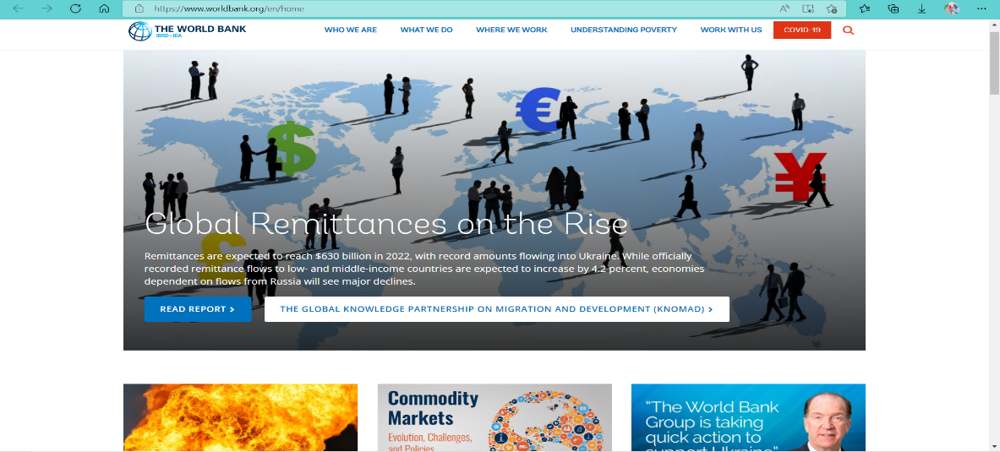 https://www.worldbank.org/en/home
THE WORLD BANK
IBRD • IDA
WHO WE ARE
WHAT WE DO
WHERE WE WORK
UNDERSTANDING POVERTY
WORK WITH US
COVID-19
$
€
¥
€
Global Remittances on the Rise
Remittances are expected to reach $630 billion in 2022, with record amounts flowing into Ukraine. While officially
recorded remittance flows to low- and middle-income countries are expected to increase by 4.2 percent, economies
dependent on flows from Russia will see major declines.
READ REPORT >
THE GLOBAL KNOWLEDGE PARTNERSHIP ON MIGRATION AND DEVELOPMENT (KNOMAD) >
Commodity
Markets
Evolution, Challenges,
and Policies
"The World Bank
Group is taking
quick action to
support Ukraine"